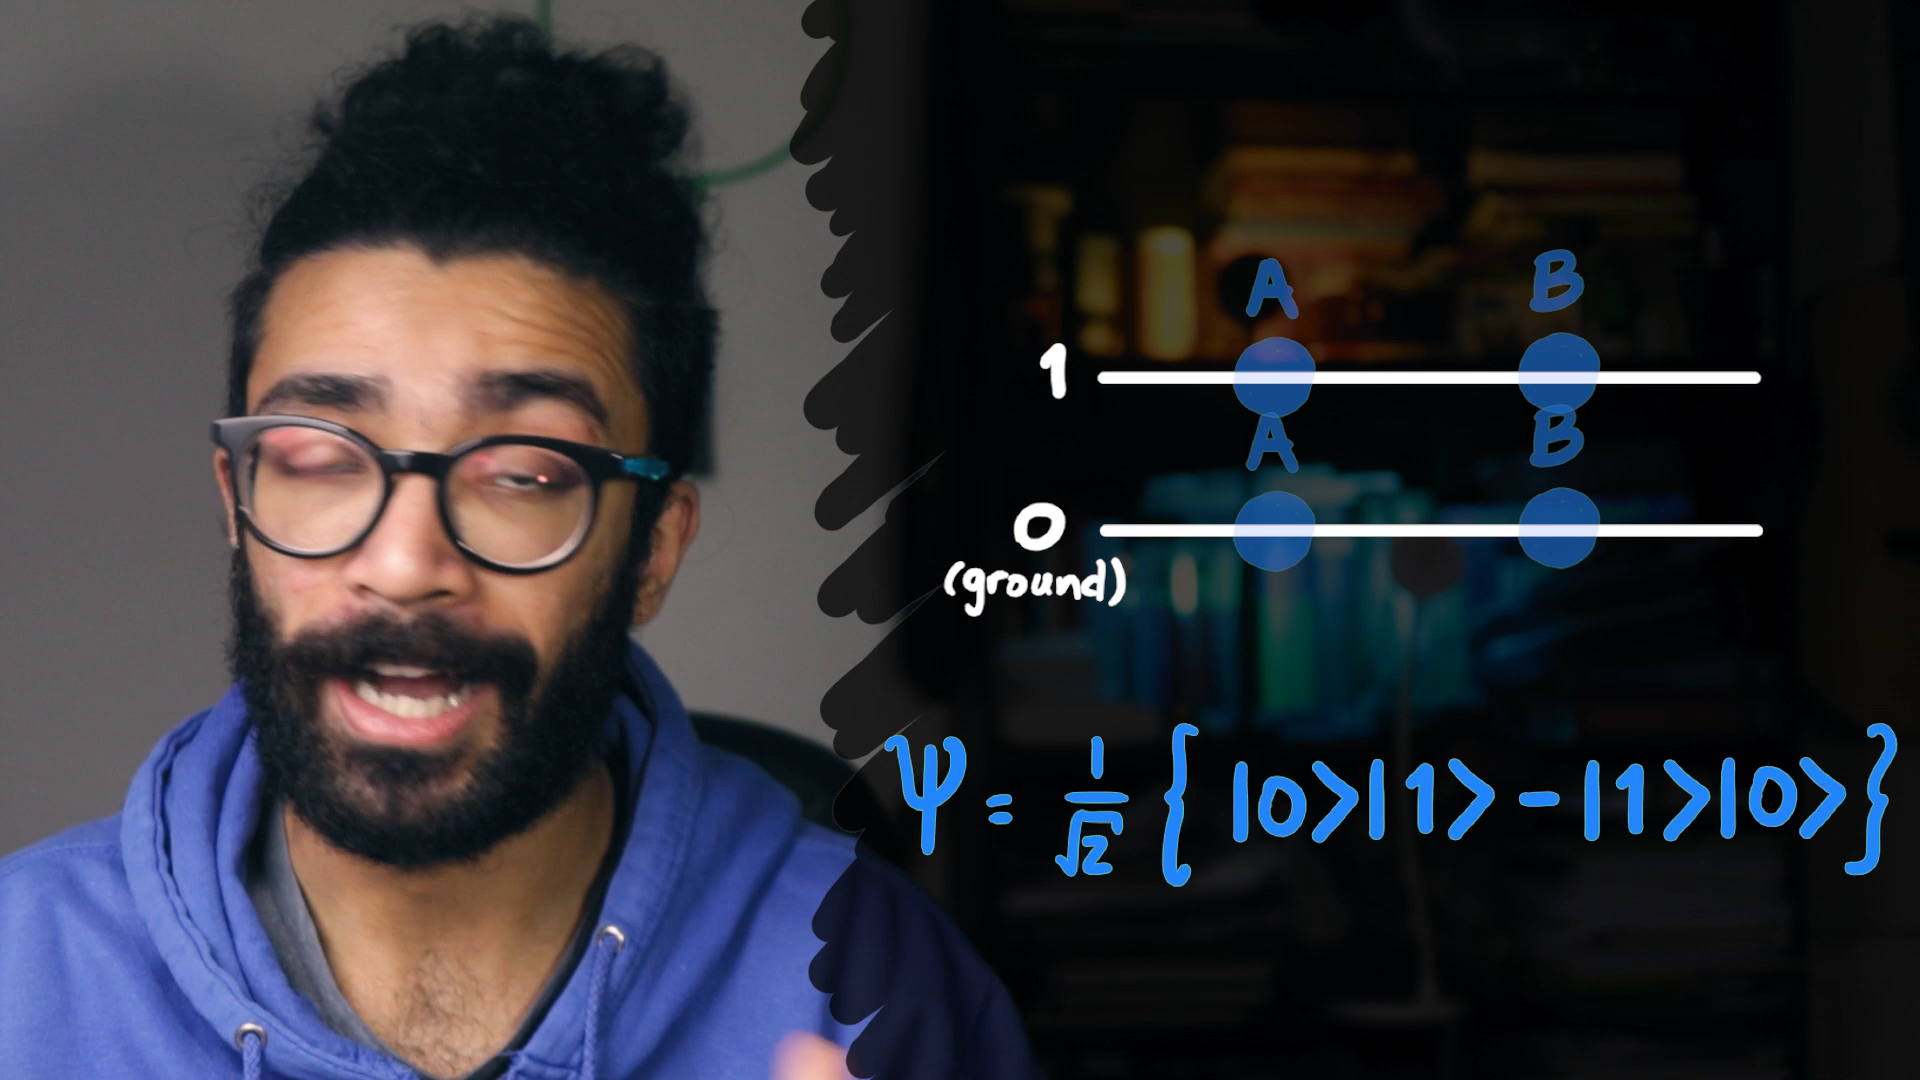 A B
1
A B
0
(ground)
ψ = 1/√2 { |0>|1> - |1>|0> }